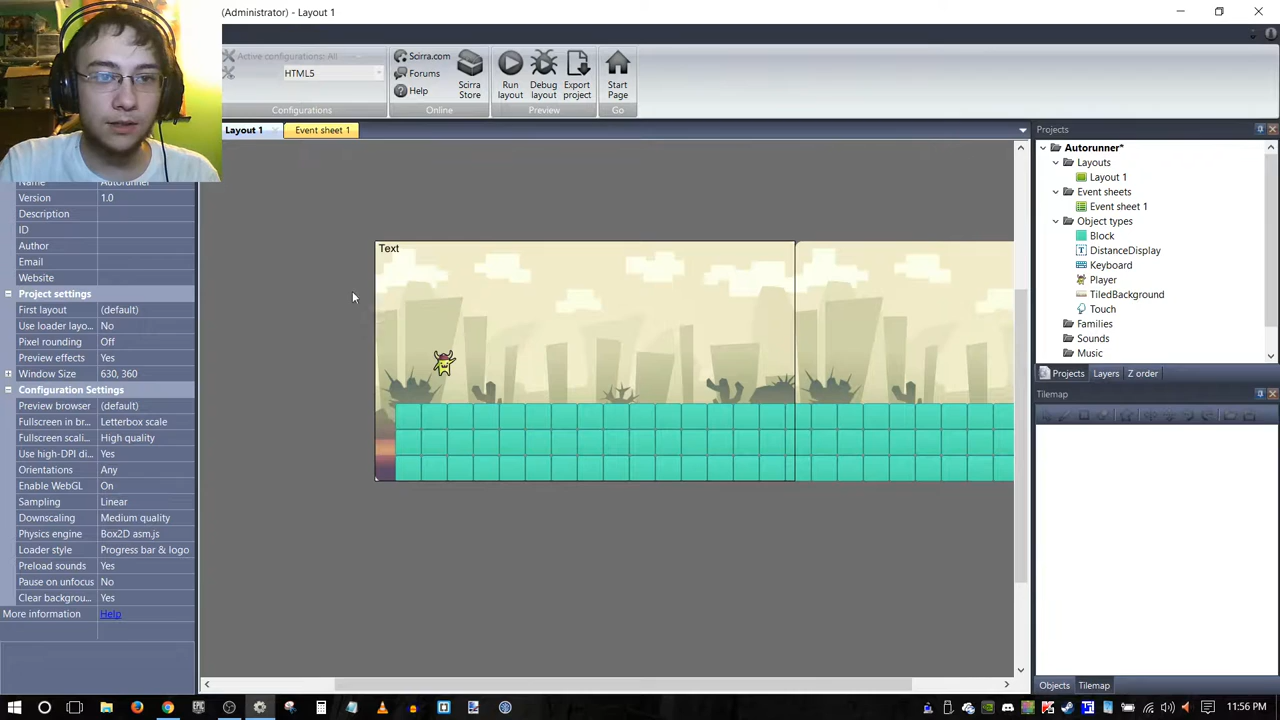 (Administrator) - Layout 1
Active configurations: All
HTML5
Configurations
Scirra.com
Forums
Help
Scirra Store
Online
Run layout
Debug layout
Export project
Preview
Start Page
Go
Layout 1
Event sheet 1
Version 1.0
Description
ID
Author
Email
Website
Project settings
First layout (default)
Use loader layo... No
Pixel rounding Off
Preview effects Yes
Window Size 630, 360
Configuration Settings
Preview browser (default)
Fullscreen in br... Letterbox scale
Fullscreen scali... High quality
Use high-DPI di... Yes
Orientations Any
Enable WebGL On
Sampling Linear
Downscaling Medium quality
Physics engine Box2D asm.js
Loader style Progress bar & logo
Preload sounds Yes
Pause on unfocus No
Clear backgrou... Yes
More information Help
Text
Projects
Autorunner*
Layouts
Layout 1
Event sheets
Event sheet 1
Object types
Block
DistanceDisplay
Keyboard
Player
TiledBackground
Touch
Families
Sounds
Music
Projects Layers Z order
Tilemap
Objects Tilemap
11:56 PM